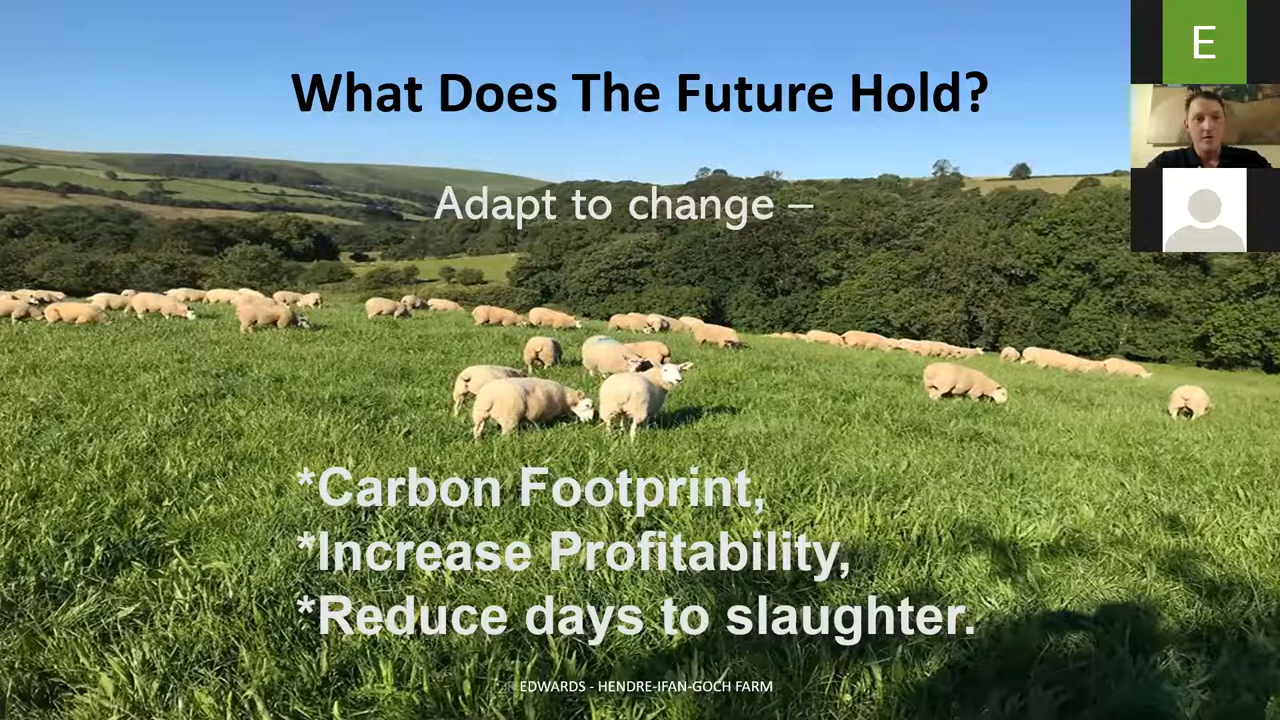 What Does The Future Hold?
Adapt to change –
*Carbon Footprint,
*Increase Profitability,
*Reduce days to slaughter.
EDWARDS - HENDRE-IFAN-GOCH FARM
E